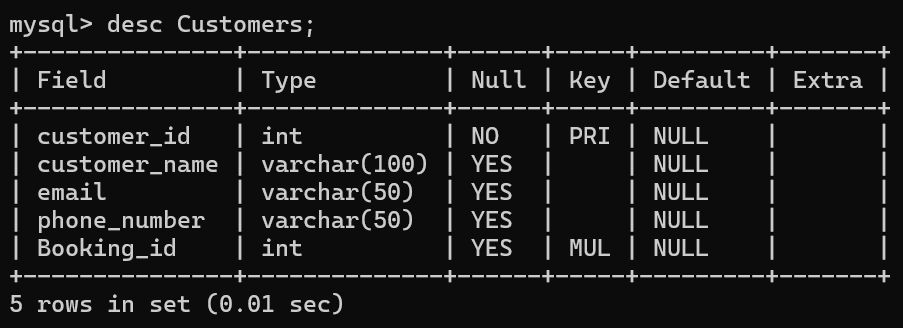 mysql> desc Customers;
+---------------+--------------+------+-----+---------+-------+
| Field         | Type         | Null | Key | Default | Extra |
+---------------+--------------+------+-----+---------+-------+
| customer_id   | int          | NO   | PRI | NULL    |       |
| customer_name | varchar(100) | YES  |     | NULL    |       |
| email         | varchar(50)  | YES  |     | NULL    |       |
| phone_number  | varchar(50)  | YES  |     | NULL    |       |
| Booking_id    | int          | YES  | MUL | NULL    |       |
+---------------+--------------+------+-----+---------+-------+
5 rows in set (0.01 sec)